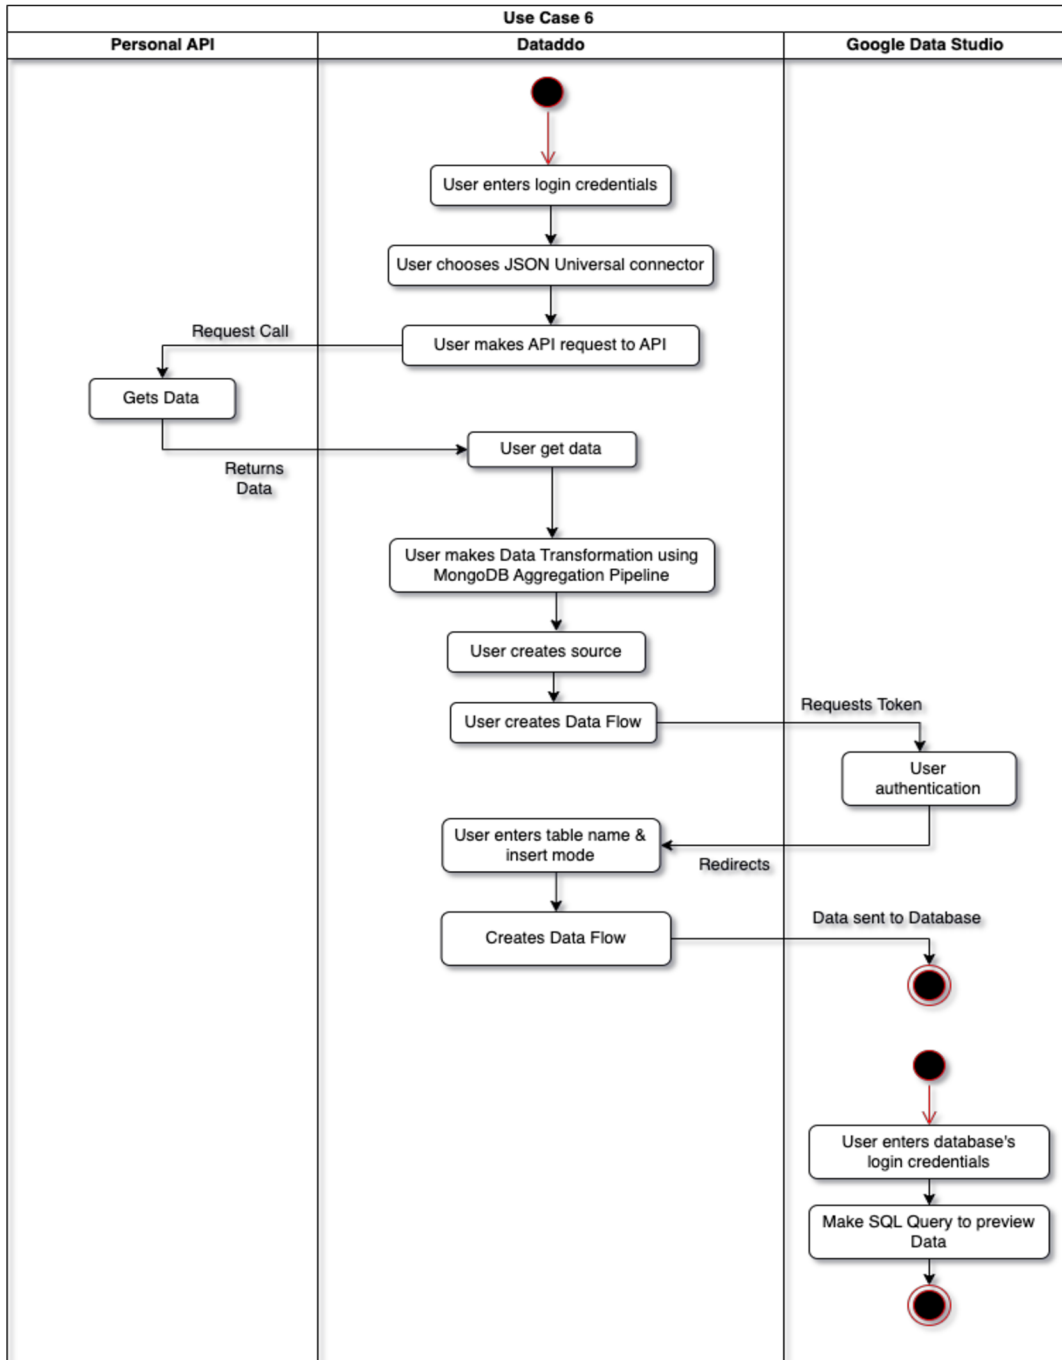 Use Case 6
Personal API
Dataddo
Google Data Studio
User enters login credentials
User chooses JSON Universal connector
Request Call
User makes API request to API
Gets Data
User get data
Returns
Data
User makes Data Transformation using
MongoDB Aggregation Pipeline
User creates source
Requests Token
User creates Data Flow
User
authentication
User enters table name &
insert mode
Redirects
Data sent to Database
Creates Data Flow
User enters database's
login credentials
Make SQL Query to preview
Data